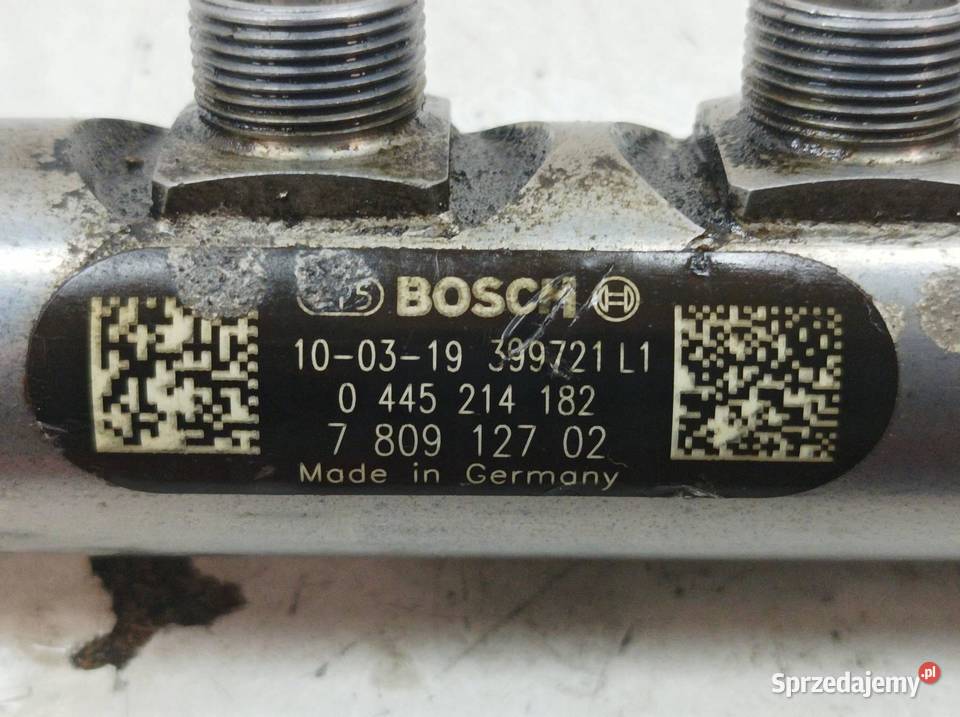 BOSCH
10-03-19 399721 L1
0 445 214 182
7 809 127 02
Made in Germany
Sprzedajemy.pl